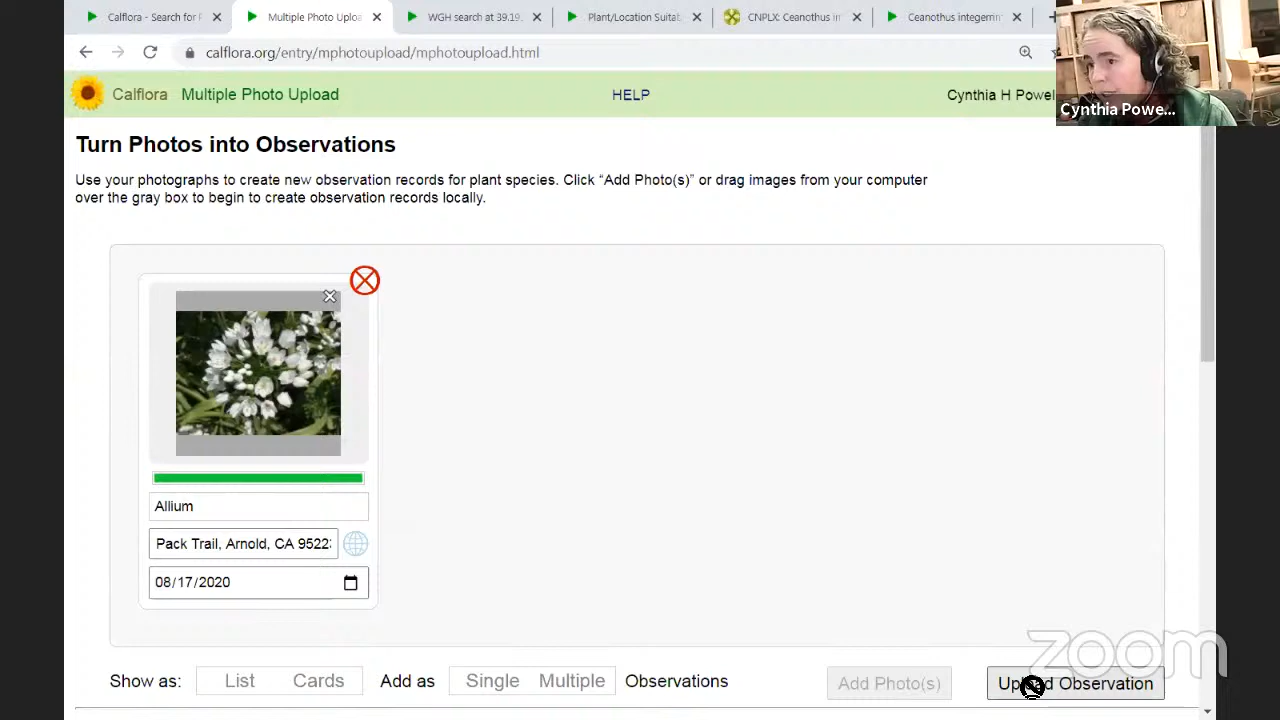 Calflora - Search for P
Multiple Photo Uploa
WGH search at 39.19.
Plant/Location Suitab
CNPLX: Ceanothus in
Ceanothus integerrim
calflora.org/entry/mphotoupload/mphotoupload.html
Calflora Multiple Photo Upload HELP Cynthia H Powel
Cynthia Powe...
Turn Photos into Observations
Use your photographs to create new observation records for plant species. Click “Add Photo(s)” or drag images from your computer
over the gray box to begin to create observation records locally.
Allium
Pack Trail, Arnold, CA 9522
08/17/2020
Show as: List Cards Add as Single Multiple Observations Add Photo(s) Upload Observation
zoom